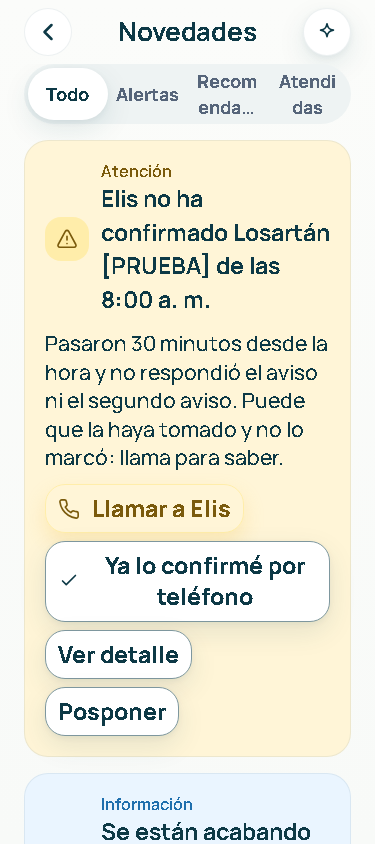 Novedades
Todo
Alertas
Recom
enda...
Atendi
das
Atención
Elis no ha
confirmado Losartán
[PRUEBA] de las
8:00 a. m.
Pasaron 30 minutos desde la
hora y no respondió el aviso
ni el segundo aviso. Puede
que la haya tomado y no lo
marcó: llama para saber.
Llamar a Elis
Ya lo confirmé por
teléfono
Ver detalle
Posponer
Información
Se están acabando